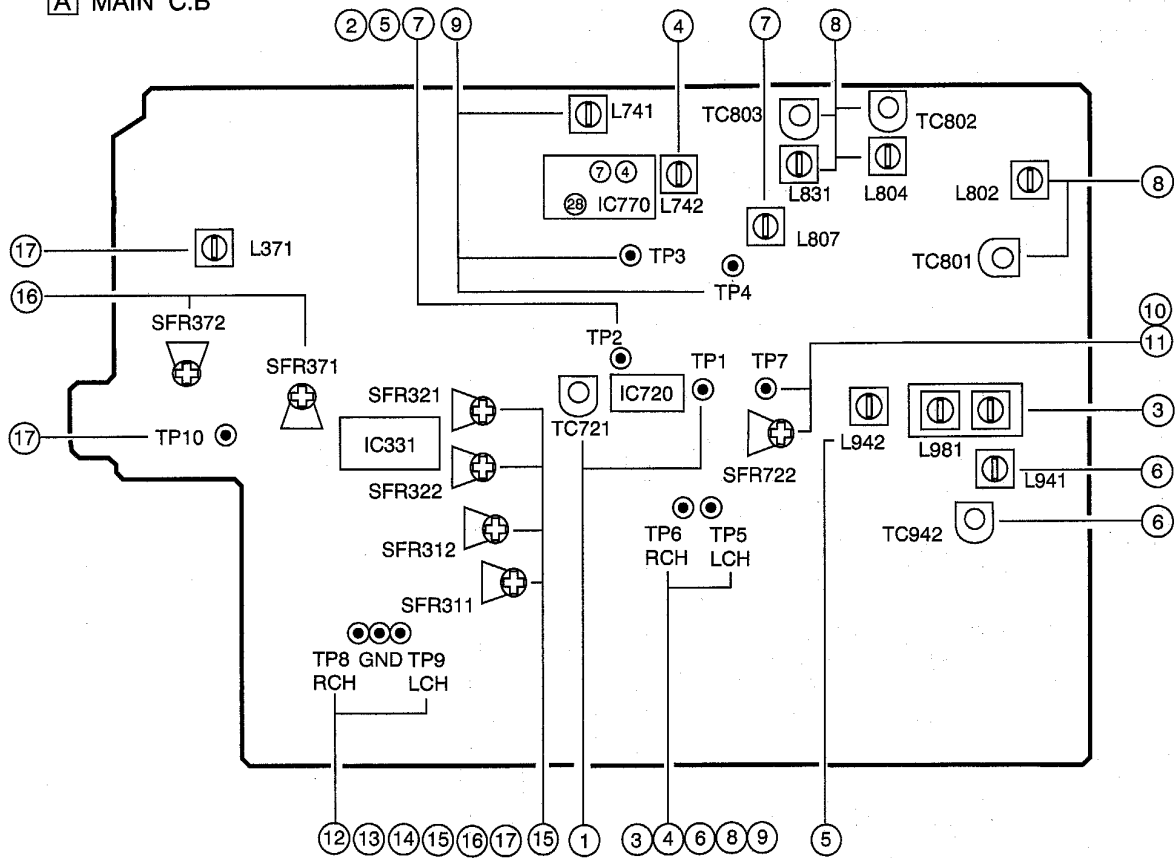 A MAIN C.B
2 5 7 9 4 7 8
L741
TC803
TC802
7 4
28 IC770
L742
L831
L804
L802
8
L807
17
L371
TP3
TC801
TP4
16
SFR372
10
TP2
SFR371
TP1
TP7
11
SFR321
IC720
17
TP10
IC331
TC721
L942
L981
3
SFR322
SFR722
L941
6
SFR312
TP6
RCH
TP5
LCH
TC942
6
SFR311
TP8 GND TP9
RCH LCH
12 13 14 15 16 17 15 1 3 4 6 8 9 5